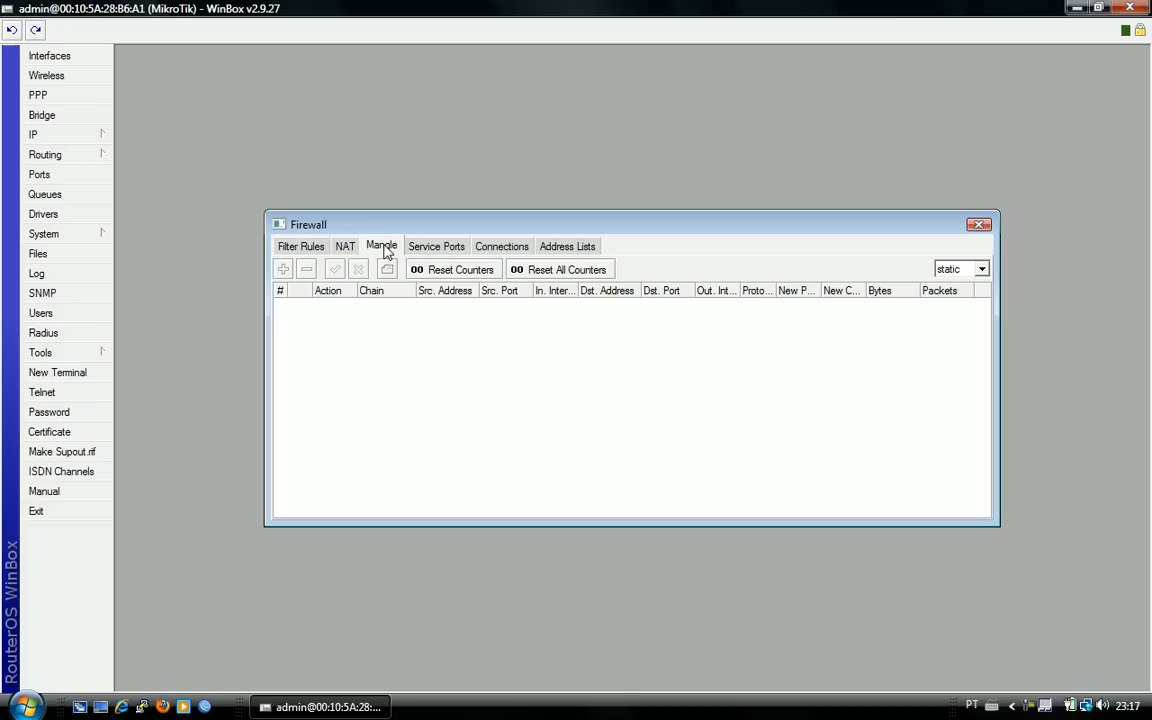 admin@00:10:5A:28:B6:A1 (MikroTik) - WinBox v2.9.27
Interfaces
Wireless
PPP
Bridge
IP
Routing
Ports
Queues
Drivers
System
Files
Log
SNMP
Users
Radius
Tools
New Terminal
Telnet
Password
Certificate
Make Supout.rif
ISDN Channels
Manual
Exit
RouterOS WinBox
Firewall
Filter Rules NAT Mangle Service Ports Connections Address Lists
00 Reset Counters 00 Reset All Counters static
# Action Chain Src. Address Src. Port In. Inter... Dst. Address Dst. Port Out. Int... Proto... New P... New C... Bytes Packets
admin@00:10:5A:28:... PT 23:17